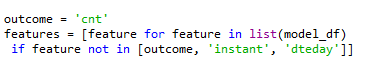 outcome = 'cnt'
features = [feature for feature in list(model_df)
if feature not in [outcome, 'instant', 'dteday']]